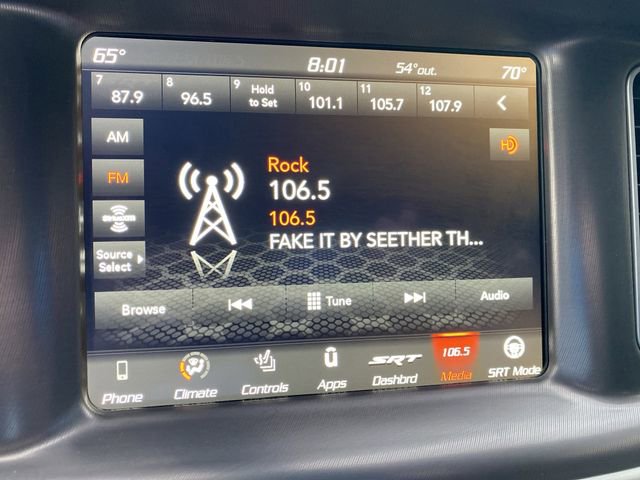 65° 8:01 54°out. 70°
7 8 9 Hold 10 11 12
87.9 96.5 to Set 101.1 105.7 107.9
AM
HD
FM
Rock
106.5
SiriusXM
106.5
FAKE IT BY SEETHER TH...
Source
Select
Browse Tune Audio
SRT 106.5
Phone Climate Controls Apps Dashbrd Media SRT Mode